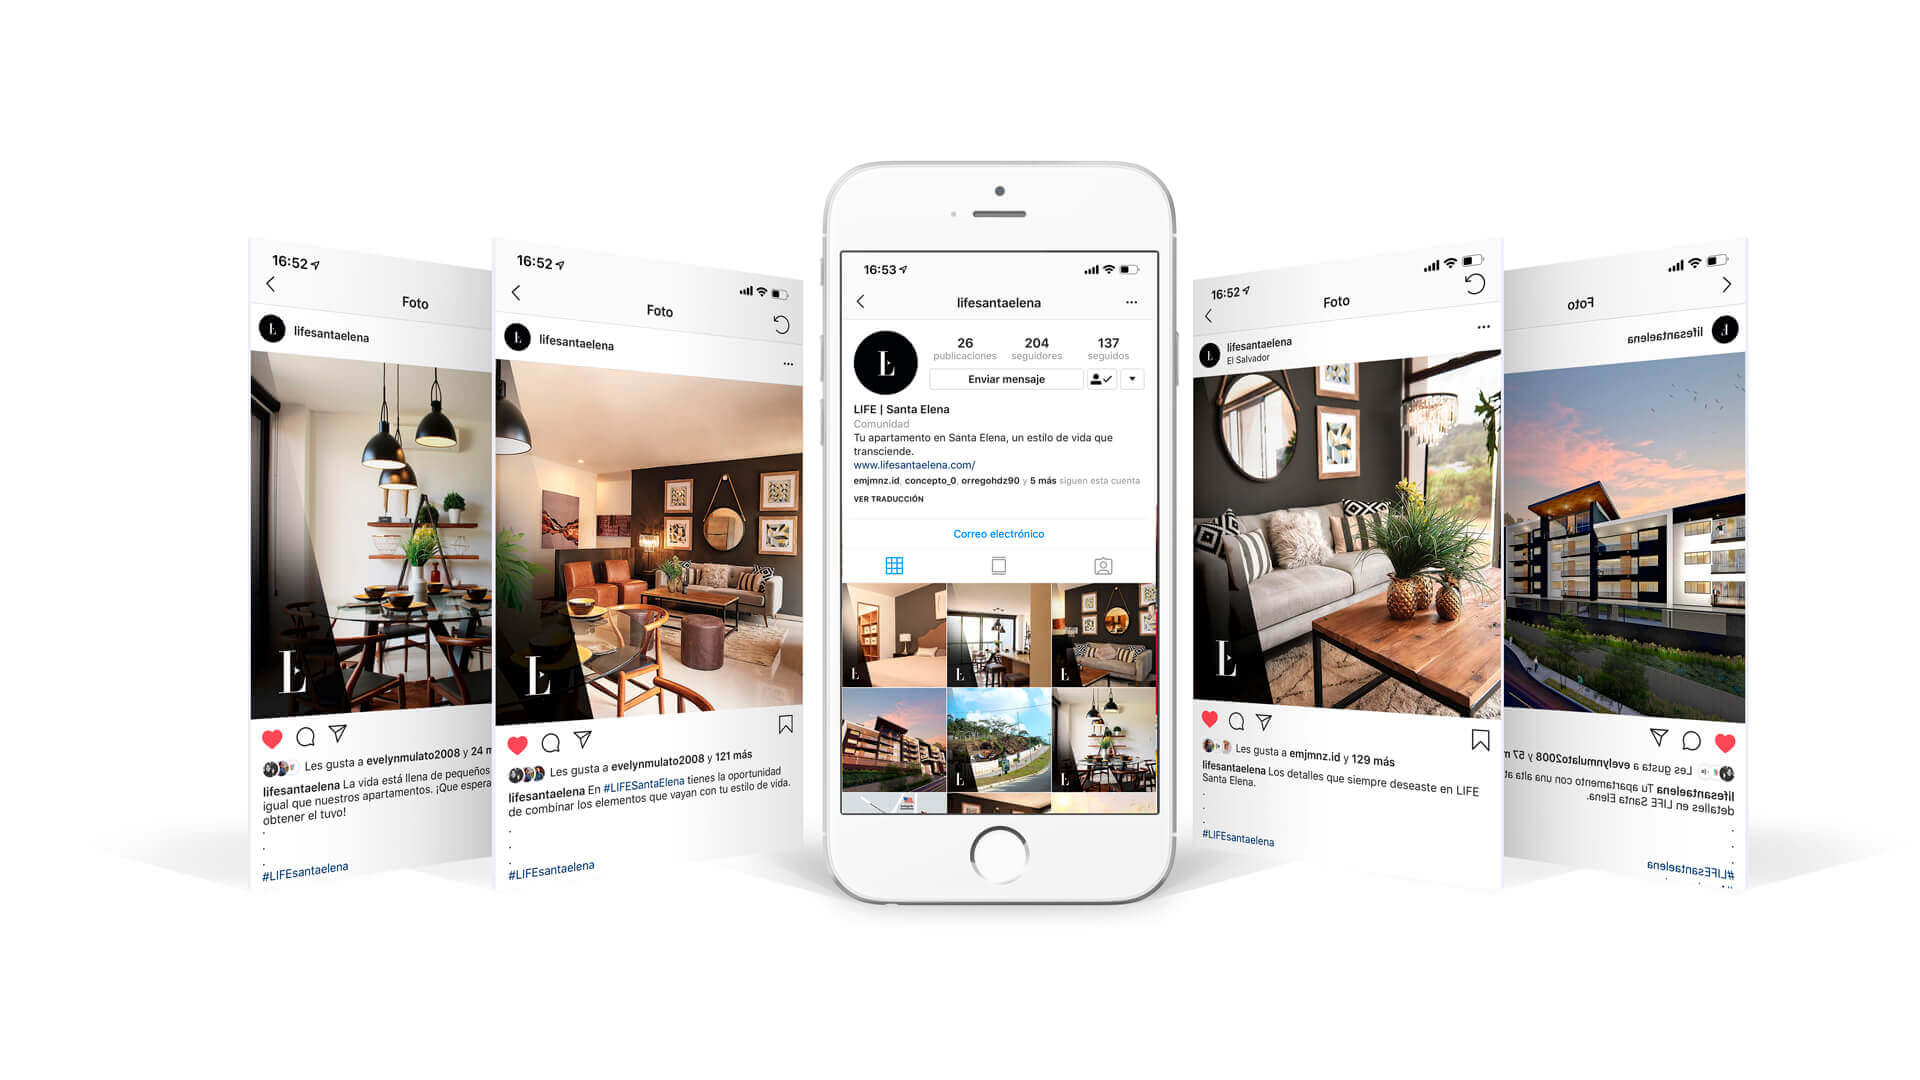 16:52
Foto
lifesantaelena
Les gusta a evelynmulato2008 y 24 m
lifesantaelena La vida está llena de pequeños
igual que nuestros apartamentos. ¡Que espera
obtener el tuvo!
.
.
.
#LIFEsantaelena
16:52
Foto
lifesantaelena
L
Les gusta a evelynmulato2008 y 121 más
lifesantaelena En #LIFESantaElena tienes la oportunidad
de combinar los elementos que vayan con tu estilo de vida.
.
.
.
#LIFEsantaelena
16:53
lifesantaelena
L
26 204 137
publicaciones seguidores seguidos
Enviar mensaje
LIFE | Santa Elena
Comunidad
Tu apartamento en Santa Elena, un estilo de vida que
transciende.
www.lifesantaelena.com/
emjmnz.id, concepto_0, orregohdz90 y 5 más siguen esta cuenta
VER TRADUCCIÓN
Correo electrónico
16:52
Foto
lifesantaelena
El Salvador
L
Les gusta a emjmnz.id y 129 más
lifesantaelena Los detalles que siempre deseaste en LIFE
Santa Elena.
.
.
.
#LIFEsantaelena
Foto
lifesantaelena
Les gusta a evelynmulato2008 y 57 m
lifesantaelena Tu apartamento con una alta
detalles en LIFE Santa Elena.
.
.
.
#LIFEsantaelena